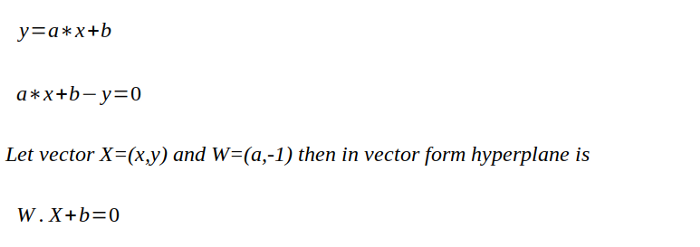 y=a*x+b
a*x+b−y=0
Let vector X=(x,y) and W=(a,-1) then in vector form hyperplane is
W.X+b=0